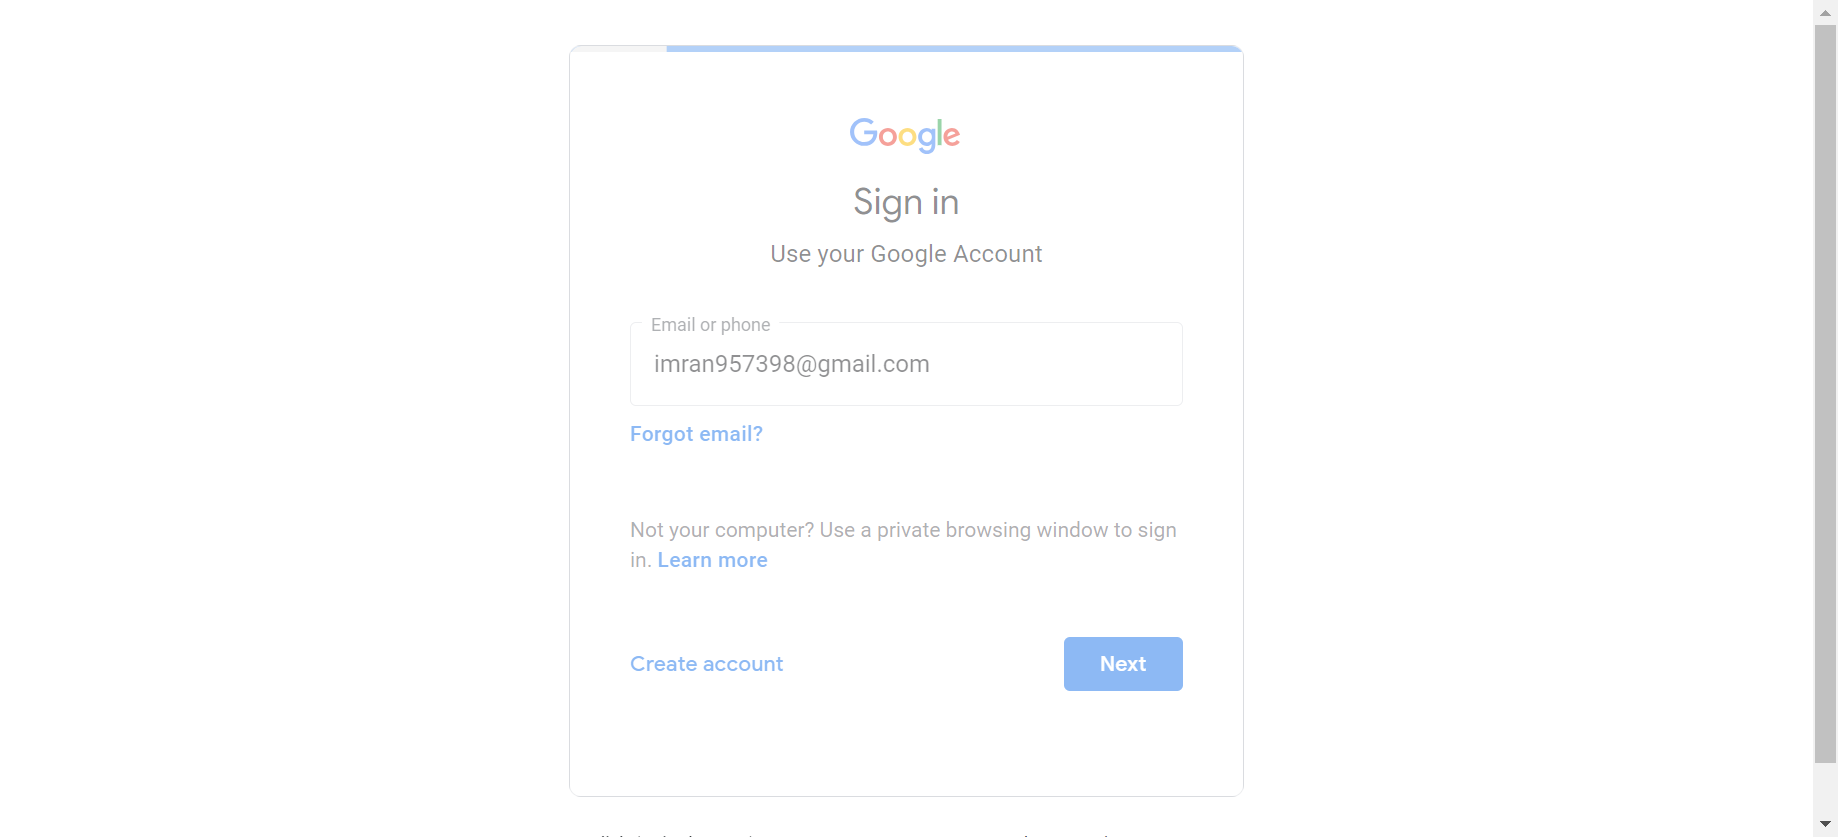 Google
Sign in
Use your Google Account
Email or phone
imran957398@gmail.com
Forgot email?
Not your computer? Use a private browsing window to sign
in. Learn more
Create account
Next